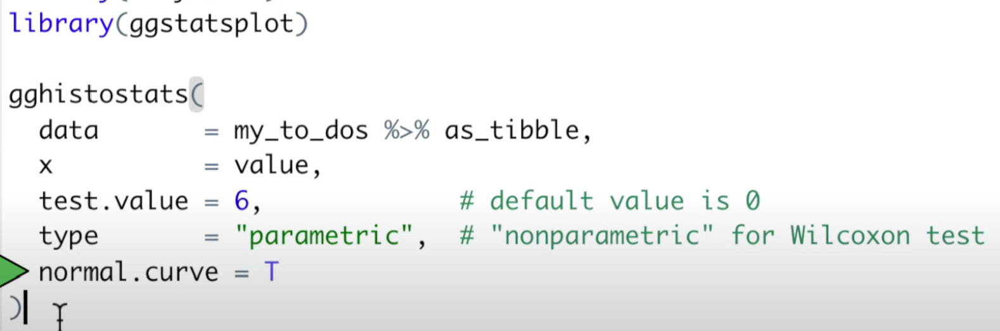 library(ggstatsplot)
gghistostats(
data = my_to_dos %>% as_tibble,
x = value,
test.value = 6, # default value is 0
type = "parametric", # "nonparametric" for Wilcoxon test
normal.curve = T
)